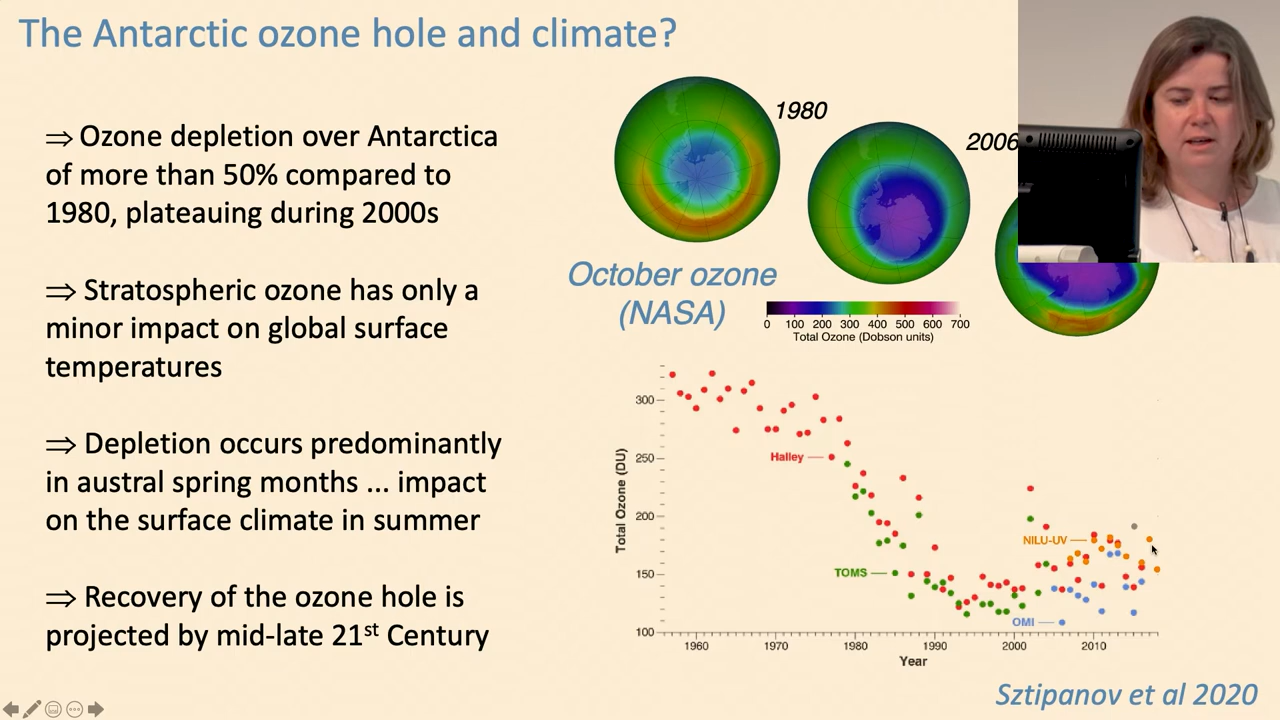 The Antarctic ozone hole and climate?
⇒ Ozone depletion over Antarctica
of more than 50% compared to
1980, plateauing during 2000s
⇒ Stratospheric ozone has only a
minor impact on global surface
temperatures
⇒ Depletion occurs predominantly
in austral spring months ... impact
on the surface climate in summer
⇒ Recovery of the ozone hole is
projected by mid-late 21st Century
1980
2006
October ozone
(NASA)
0 100 200 300 400 500 600 700
Total Ozone (Dobson units)
Total Ozone (DU)
300
250
200
150
100
Halley
TOMS
NILU-UV
OMI
1960 1970 1980 1990 2000 2010
Year
Sztipanov et al 2020